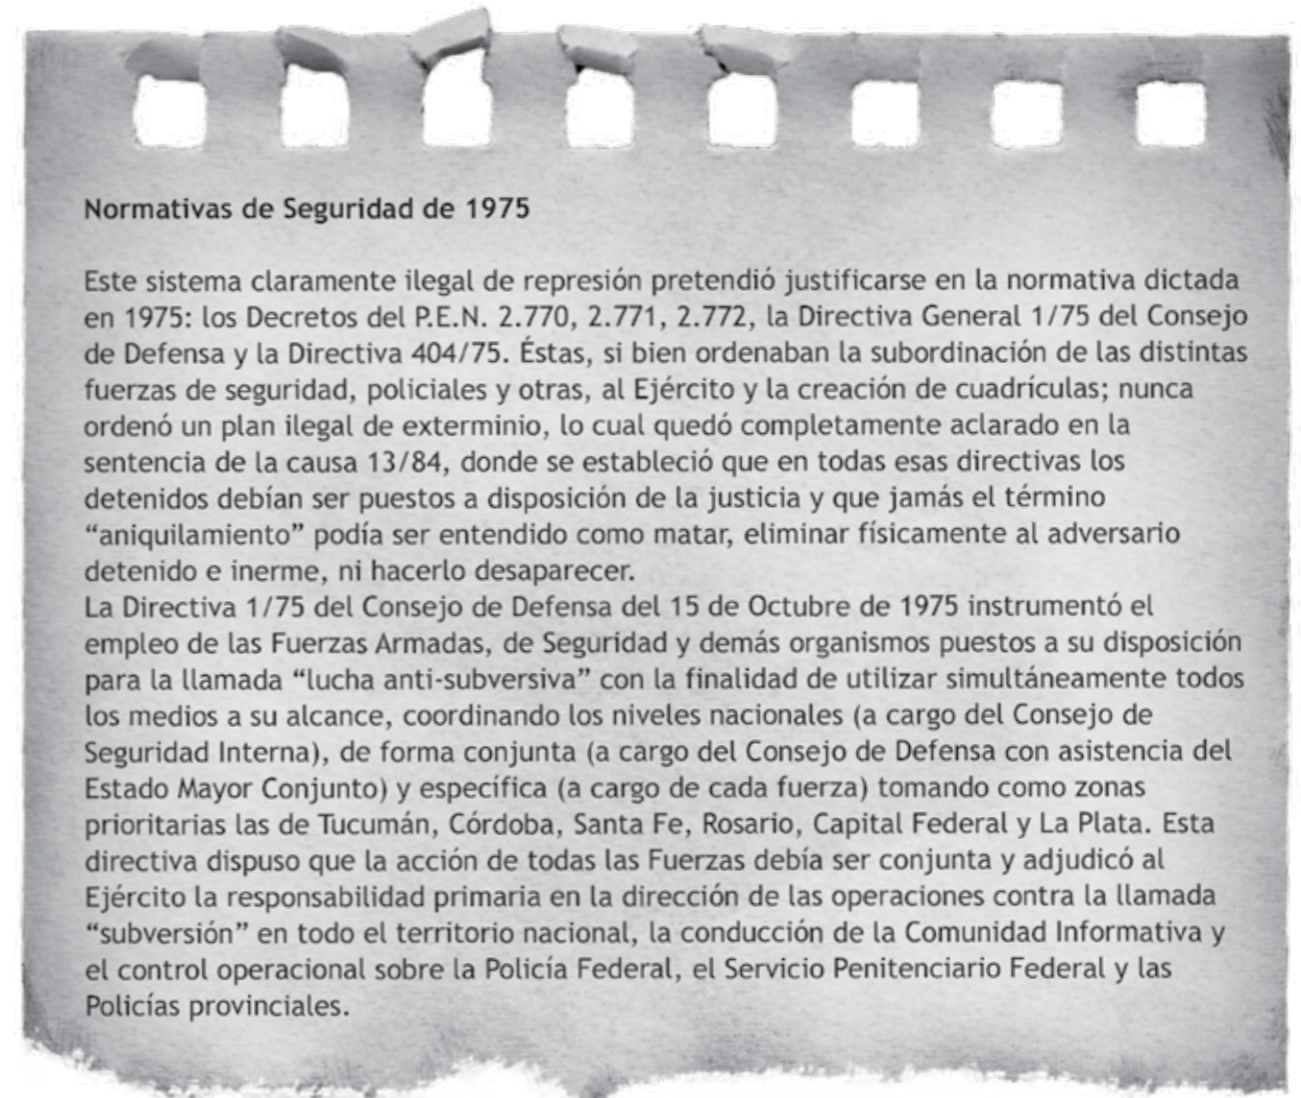 Normativas de Seguridad de 1975
Este sistema claramente ilegal de represión pretendió justificarse en la normativa dictada
en 1975: los Decretos del P.E.N. 2.770, 2.771, 2.772, la Directiva General 1/75 del Consejo
de Defensa y la Directiva 404/75. Éstas, si bien ordenaban la subordinación de las distintas
fuerzas de seguridad, policiales y otras, al Ejército y la creación de cuadrículas; nunca
ordenó un plan ilegal de exterminio, lo cual quedó completamente aclarado en la
sentencia de la causa 13/84, donde se estableció que en todas esas directivas los
detenidos debían ser puestos a disposición de la justicia y que jamás el término
“aniquilamiento” podía ser entendido como matar, eliminar físicamente al adversario
detenido e inerme, ni hacerlo desaparecer.
La Directiva 1/75 del Consejo de Defensa del 15 de Octubre de 1975 instrumentó el
empleo de las Fuerzas Armadas, de Seguridad y demás organismos puestos a su disposición
para la llamada “lucha anti-subversiva” con la finalidad de utilizar simultáneamente todos
los medios a su alcance, coordinando los niveles nacionales (a cargo del Consejo de
Seguridad Interna), de forma conjunta (a cargo del Consejo de Defensa con asistencia del
Estado Mayor Conjunto) y específica (a cargo de cada fuerza) tomando como zonas
prioritarias las de Tucumán, Córdoba, Santa Fe, Rosario, Capital Federal y La Plata. Esta
directiva dispuso que la acción de todas las Fuerzas debía ser conjunta y adjudicó al
Ejército la responsabilidad primaria en la dirección de las operaciones contra la llamada
“subversión” en todo el territorio nacional, la conducción de la Comunidad Informativa y
el control operacional sobre la Policía Federal, el Servicio Penitenciario Federal y las
Policías provinciales.